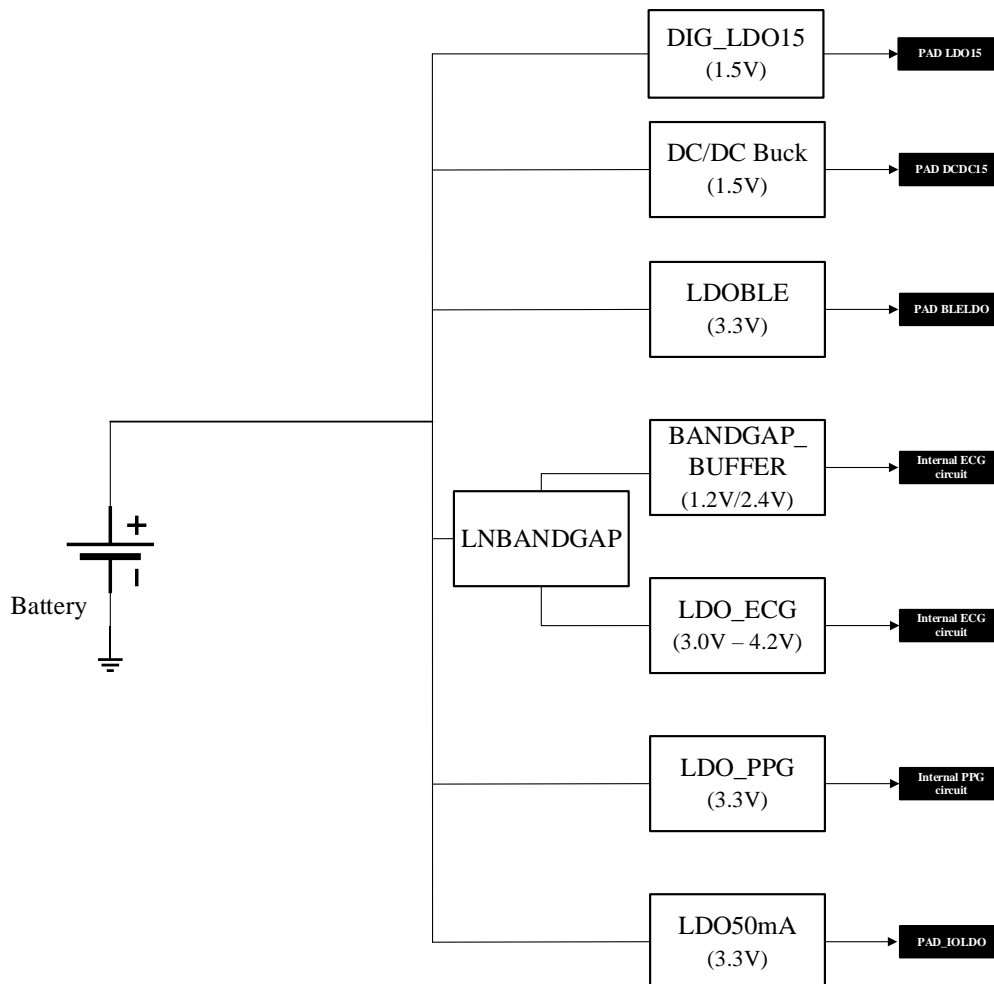 DIG_LDO15
(1.5V)
PAD LDO15
DC/DC Buck
(1.5V)
PAD DCDC15
LDOBLE
(3.3V)
PAD BLELDO
BANDGAP_
BUFFER
(1.2V/2.4V)
Internal ECG
circuit
LNBANDGAP
+
Battery
LDO_ECG
(3.0V – 4.2V)
Internal ECG
circuit
LDO_PPG
(3.3V)
Internal PPG
circuit
LDO50mA
(3.3V)
PAD_IOLDO